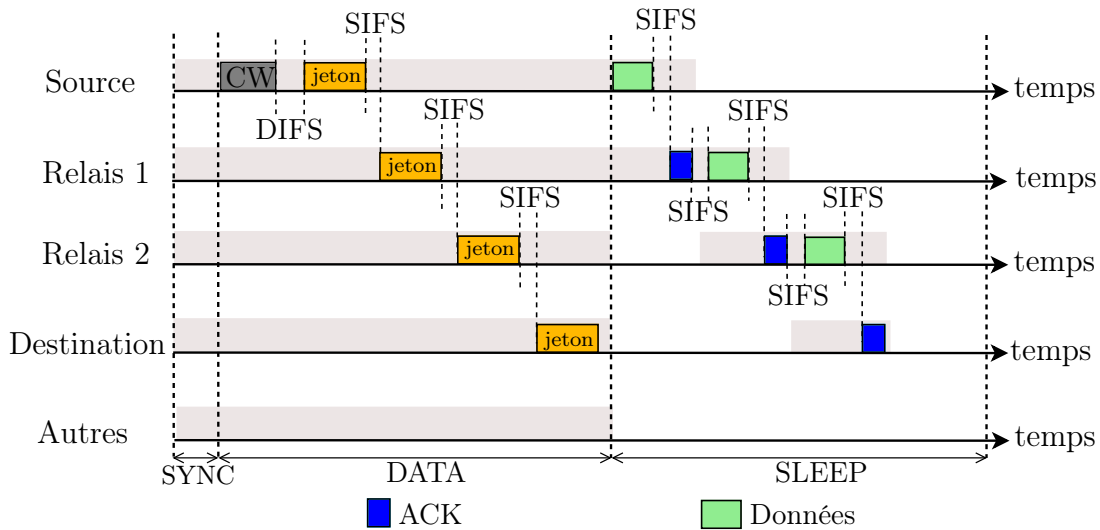 SIFS
SIFS
Source
CW
jeton
temps
DIFS
SIFS
SIFS
Relais 1
jeton
temps
SIFS
SIFS
SIFS
Relais 2
jeton
temps
SIFS
Destination
jeton
temps
Autres
temps
SYNC
DATA
SLEEP
ACK
Données